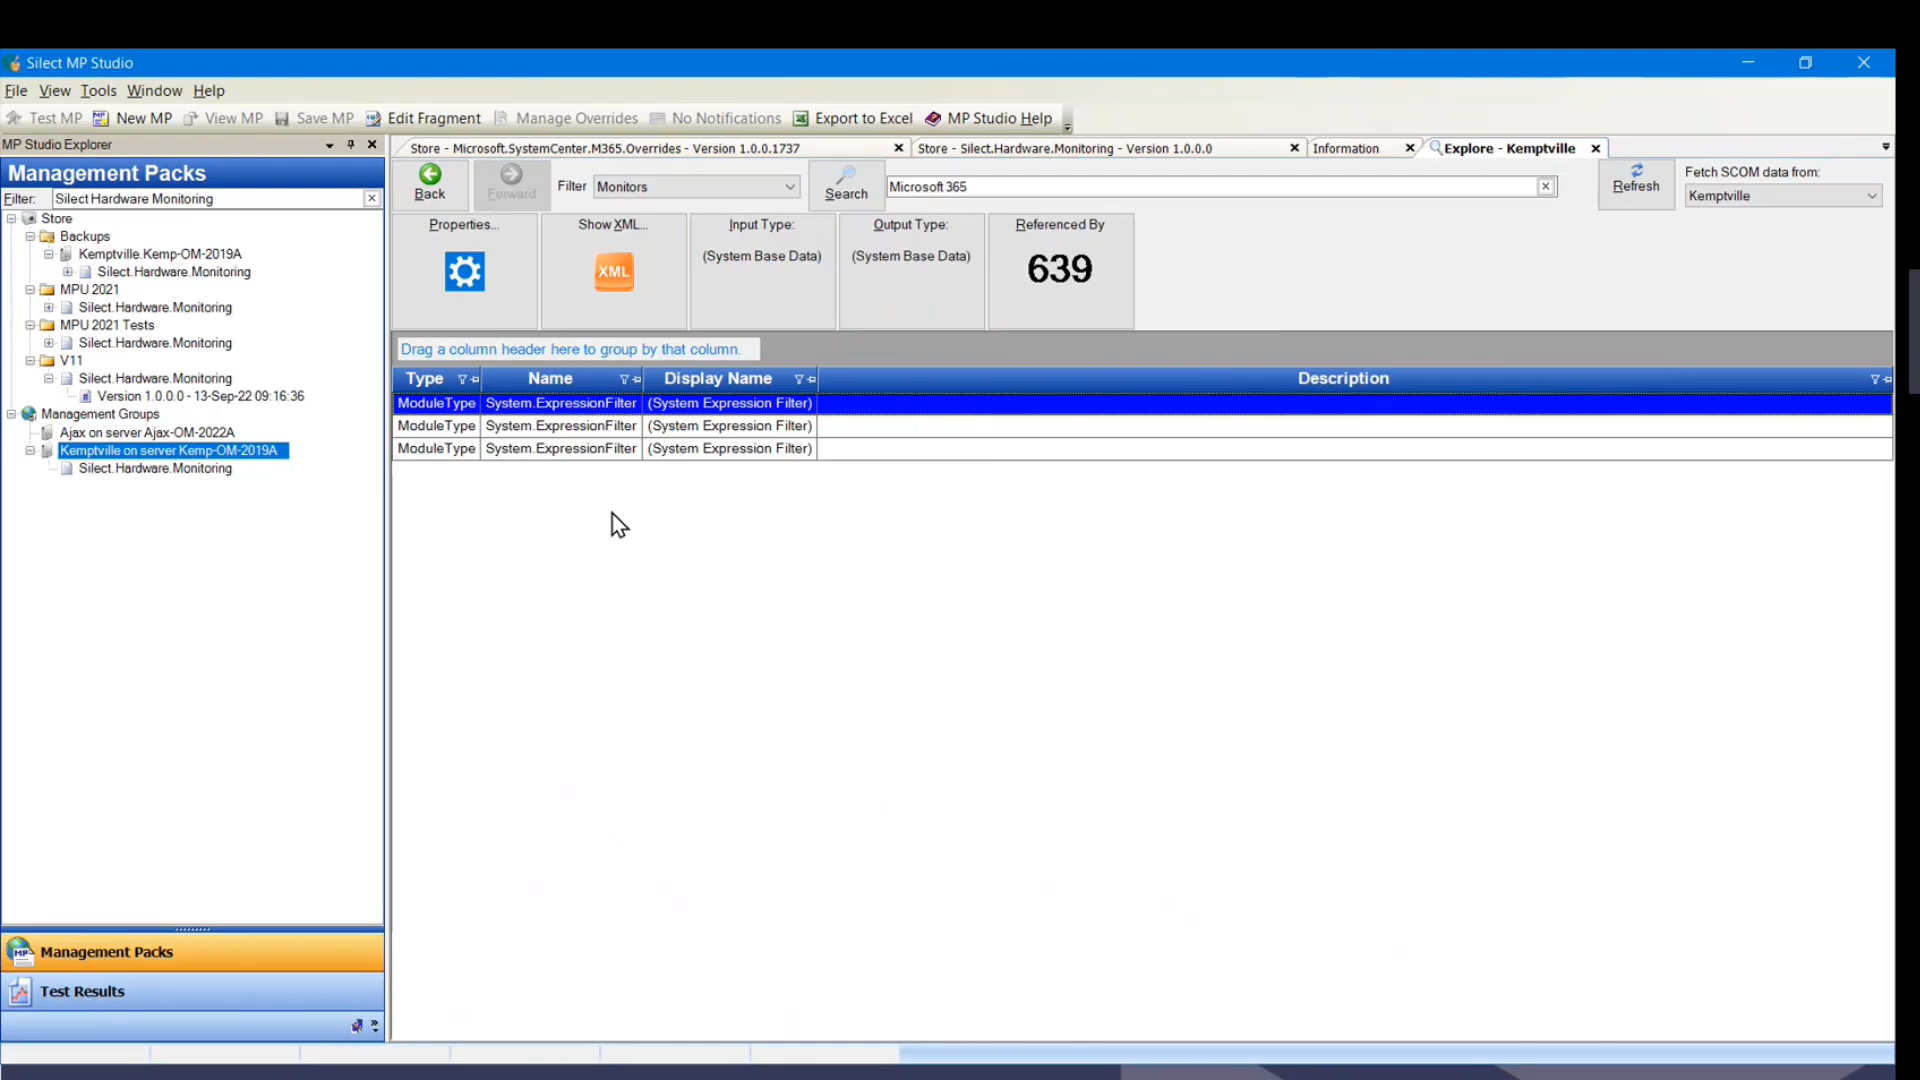 Silect MP Studio
File View Tools Window Help
Test MP New MP View MP Save MP Edit Fragment Manage Overrides No Notifications Export to Excel MP Studio Help
MP Studio Explorer
Management Packs
Filter: Silect Hardware Monitoring
Store
Backups
Kemptville.Kemp-OM-2019A
Silect.Hardware.Monitoring
MPU 2021
Silect.Hardware.Monitoring
MPU 2021 Tests
Silect.Hardware.Monitoring
V11
Silect.Hardware.Monitoring
Version 1.0.0.0 - 13-Sep-22 09:16:36
Management Groups
Ajax on server Ajax-OM-2022A
Kemptville on server Kemp-OM-2019A
Silect.Hardware.Monitoring
Management Packs
Test Results
Store - Microsoft.SystemCenter.M365.Overrides - Version 1.0.0.1737
Store - Silect.Hardware.Monitoring - Version 1.0.0.0
Information
Explore - Kemptville
Back Forward Filter Monitors Search Microsoft 365 Refresh
Fetch SCOM data from:
Kemptville
Properties... Show XML... Input Type: Output Type: Referenced By
XML (System Base Data) (System Base Data) 639
Drag a column header here to group by that column.
Type Name Display Name Description
ModuleType System.ExpressionFilter (System Expression Filter)
ModuleType System.ExpressionFilter (System Expression Filter)
ModuleType System.ExpressionFilter (System Expression Filter)